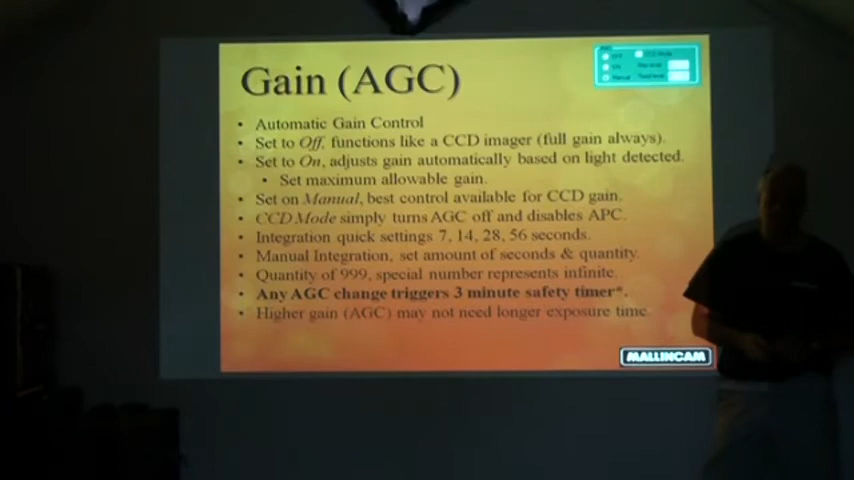 Gain (AGC)
• Automatic Gain Control
• Set to Off, functions like a CCD imager (full gain always).
• Set to On, adjusts gain automatically based on light detected.
• Set maximum allowable gain.
• Set on Manual, best control available for CCD gain.
• CCD Mode simply turns AGC off and disables APC.
• Integration quick settings 7, 14, 28, 56 seconds.
• Manual Integration, set amount of seconds & quantity.
• Quantity of 999, special number represents infinite.
• Any AGC change triggers 3 minute safety timer*.
• Higher gain (AGC) may not need longer exposure time.
MALLINCAM